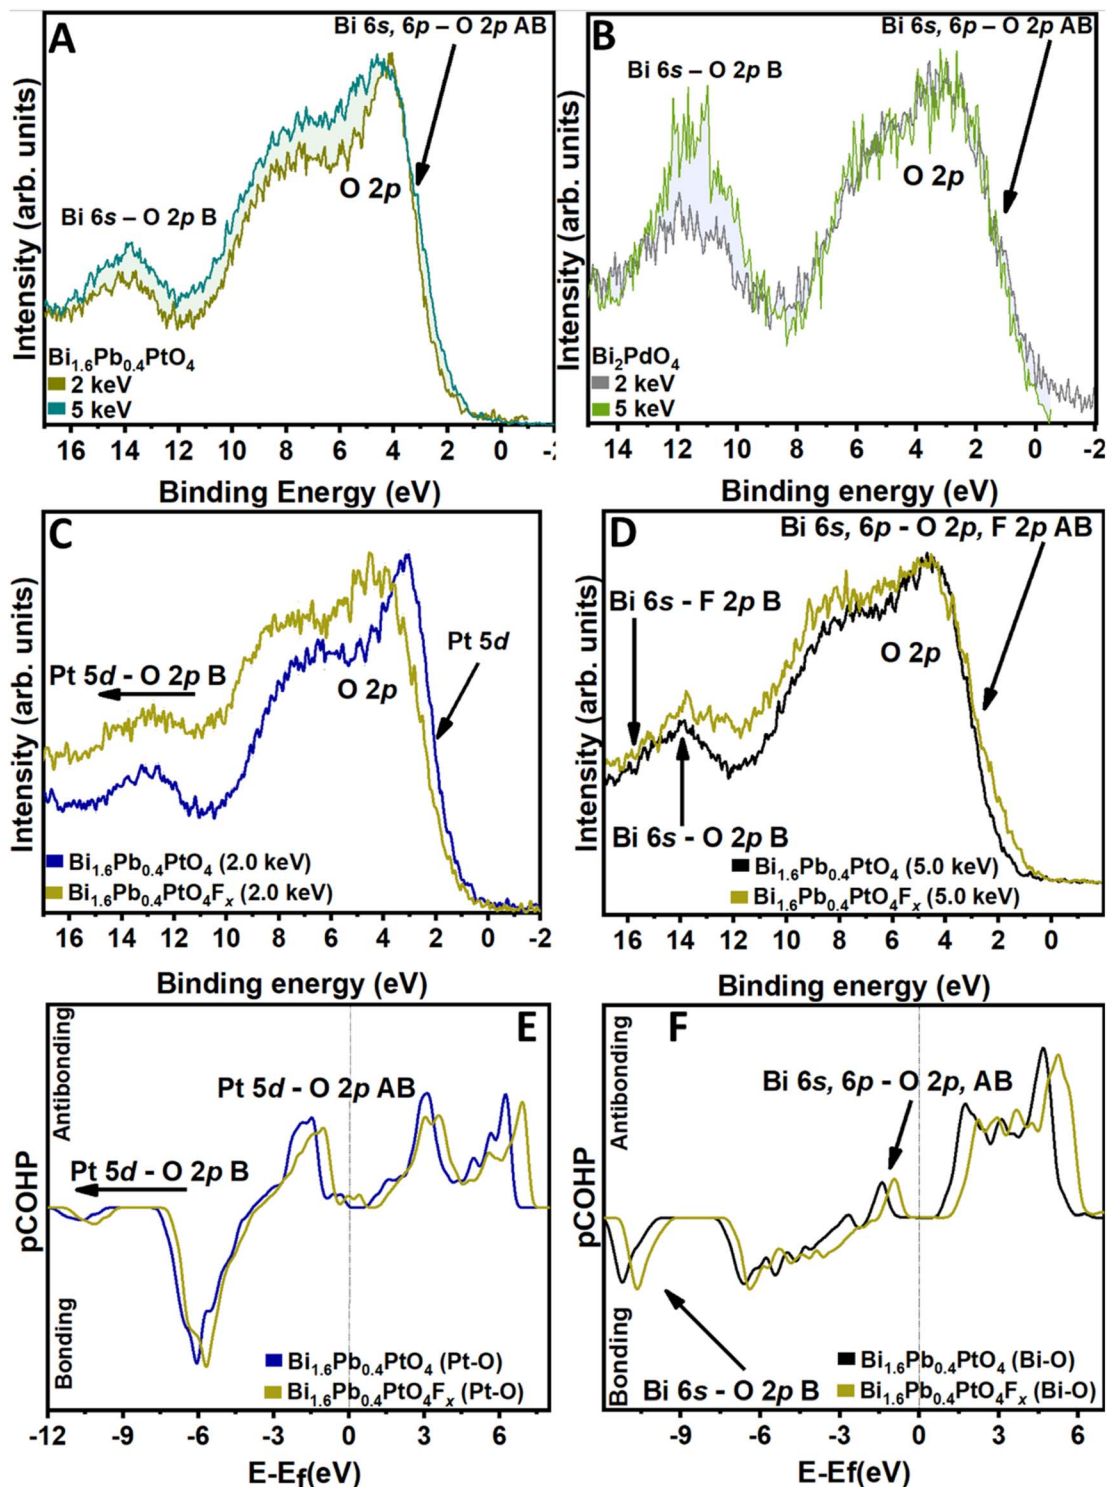 A
Bi 6s, 6p – O 2p AB
Bi 6s – O 2p B
O 2p
Bi1.6Pb0.4PtO4
2 keV
5 keV
Intensity (arb. units)
16 14 12 10 8 6 4 2 0 -2
Binding Energy (eV)
B
Bi 6s, 6p – O 2p AB
Bi 6s – O 2p B
O 2p
Bi2PdO4
2 keV
5 keV
Intensity (arb. units)
14 12 10 8 6 4 2 0 -2
Binding energy (eV)
C
Pt 5d
Pt 5d - O 2p B
O 2p
Bi1.6Pb0.4PtO4 (2.0 keV)
Bi1.6Pb0.4PtO4Fx (2.0 keV)
Intensity (arb. units)
16 14 12 10 8 6 4 2 0 -2
Binding energy (eV)
D
Bi 6s, 6p - O 2p, F 2p AB
Bi 6s - F 2p B
O 2p
Bi 6s - O 2p B
Bi1.6Pb0.4PtO4 (5.0 keV)
Bi1.6Pb0.4PtO4Fx (5.0 keV)
Intensity (arb. units)
16 14 12 10 8 6 4 2 0
Binding energy (eV)
E
Antibonding
Pt 5d - O 2p AB
Pt 5d - O 2p B
pCOHP
Bonding
Bi1.6Pb0.4PtO4 (Pt-O)
Bi1.6Pb0.4PtO4Fx (Pt-O)
-12 -9 -6 -3 0 3 6
E-Ef(eV)
F
Antibonding
Bi 6s, 6p - O 2p, AB
pCOHP
Bonding
Bi 6s - O 2p B
Bi1.6Pb0.4PtO4 (Bi-O)
Bi1.6Pb0.4PtO4Fx (Bi-O)
-9 -6 -3 0 3 6
E-Ef(eV)